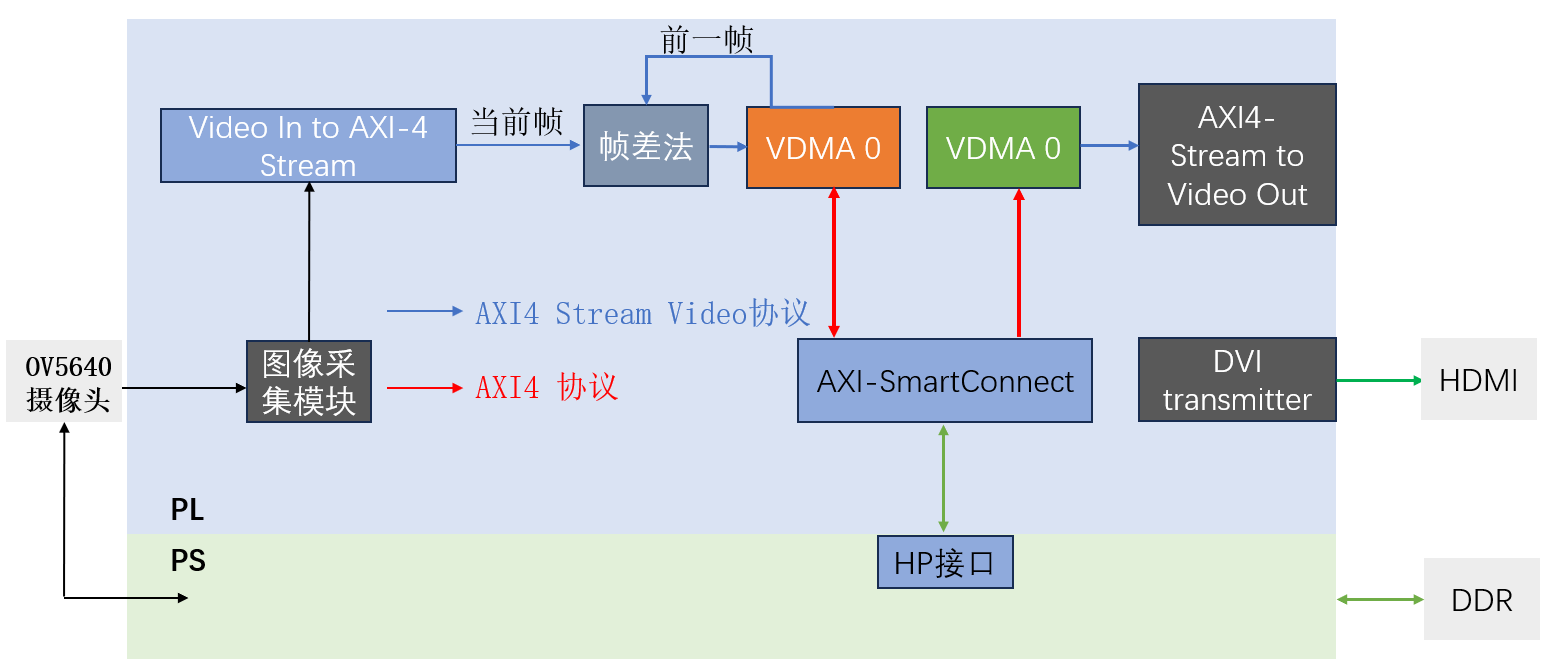 前一帧
Video In to AXI-4
Stream
当前帧
帧差法
VDMA 0
VDMA 0
AXI4-
Stream to
Video Out
AXI4 Stream Video协议
AXI4 协议
OV5640
摄像头
图像采
集模块
AXI-SmartConnect
DVI
transmitter
HDMI
PL
PS
HP接口
DDR